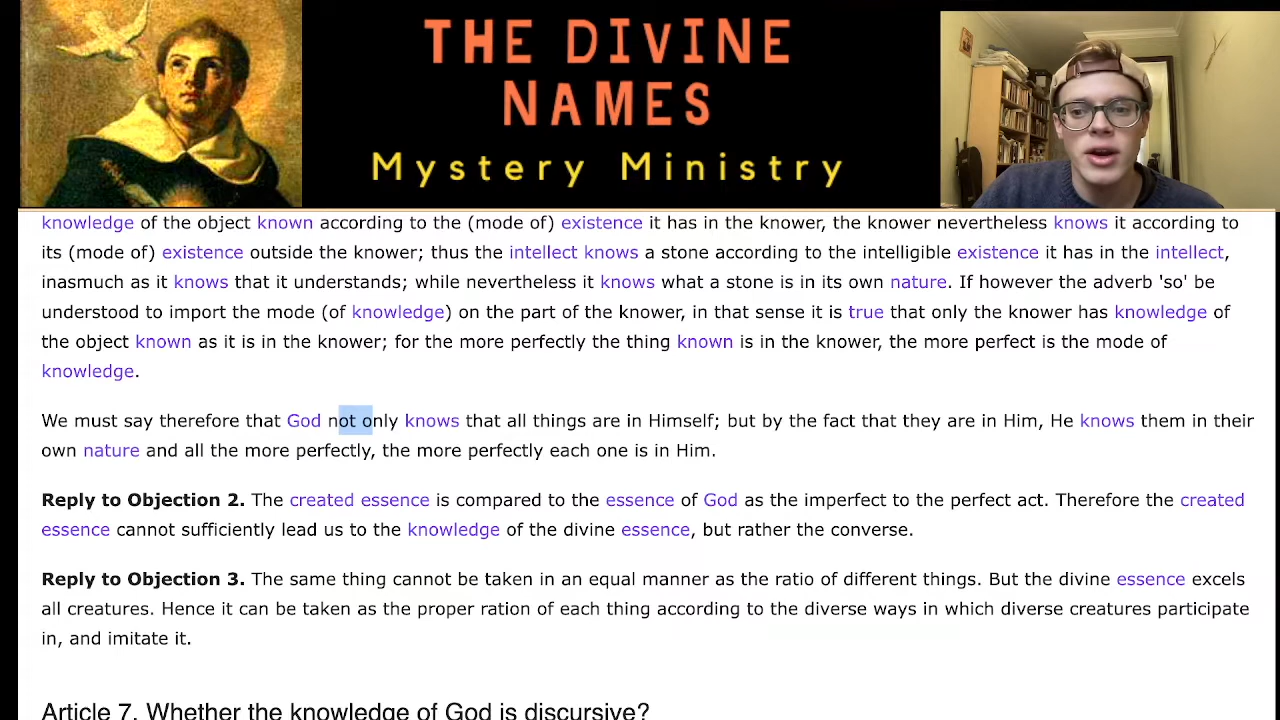 THE DIVINE
NAMES
Mystery Ministry
knowledge of the object known according to the (mode of) existence it has in the knower, the knower nevertheless knows it according to
its (mode of) existence outside the knower; thus the intellect knows a stone according to the intelligible existence it has in the intellect,
inasmuch as it knows that it understands; while nevertheless it knows what a stone is in its own nature. If however the adverb 'so' be
understood to import the mode (of knowledge) on the part of the knower, in that sense it is true that only the knower has knowledge of
the object known as it is in the knower; for the more perfectly the thing known is in the knower, the more perfect is the mode of
knowledge.
We must say therefore that God not only knows that all things are in Himself; but by the fact that they are in Him, He knows them in their
own nature and all the more perfectly, the more perfectly each one is in Him.
Reply to Objection 2. The created essence is compared to the essence of God as the imperfect to the perfect act. Therefore the created
essence cannot sufficiently lead us to the knowledge of the divine essence, but rather the converse.
Reply to Objection 3. The same thing cannot be taken in an equal manner as the ratio of different things. But the divine essence excels
all creatures. Hence it can be taken as the proper ration of each thing according to the diverse ways in which diverse creatures participate
in, and imitate it.
Article 7. Whether the knowledge of God is discursive?